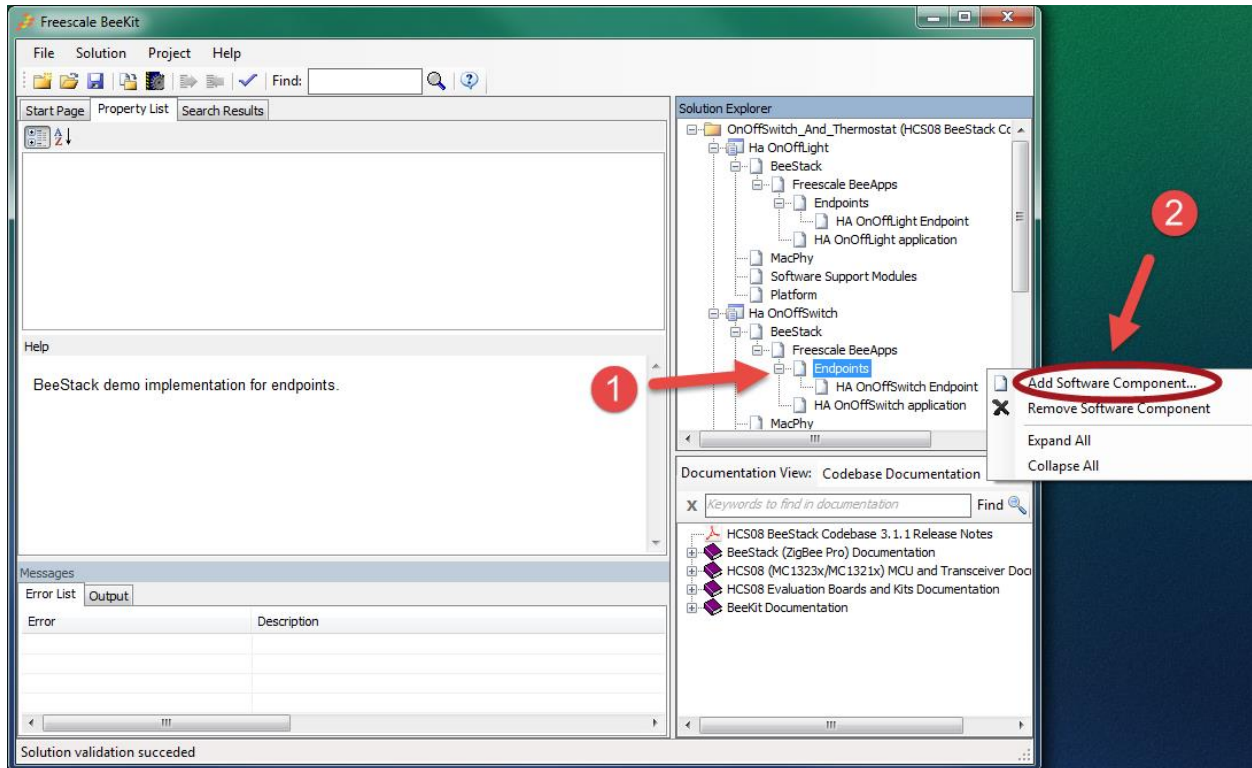 Freescale BeeKit
File Solution Project Help
Find:
Start Page Property List Search Results
Help
BeeStack demo implementation for endpoints.
Messages
Error List Output
Error Description
Solution validation succeded
Solution Explorer
OnOffSwitch_And_Thermostat (HCS08 BeeStack Cc
Ha OnOffLight
BeeStack
Freescale BeeApps
Endpoints
HA OnOffLight Endpoint
HA OnOffLight application
MacPhy
Software Support Modules
Platform
Ha OnOffSwitch
BeeStack
Freescale BeeApps
Endpoints
HA OnOffSwitch Endpoint
HA OnOffSwitch application
MacPhy
1
2
Add Software Component...
Remove Software Component
Expand All
Collapse All
Documentation View: Codebase Documentation
X Keywords to find in documentation Find
HCS08 BeeStack Codebase 3.1.1 Release Notes
BeeStack (ZigBee Pro) Documentation
HCS08 (MC1323x/MC1321x) MCU and Transceiver Docu
HCS08 Evaluation Boards and Kits Documentation
BeeKit Documentation